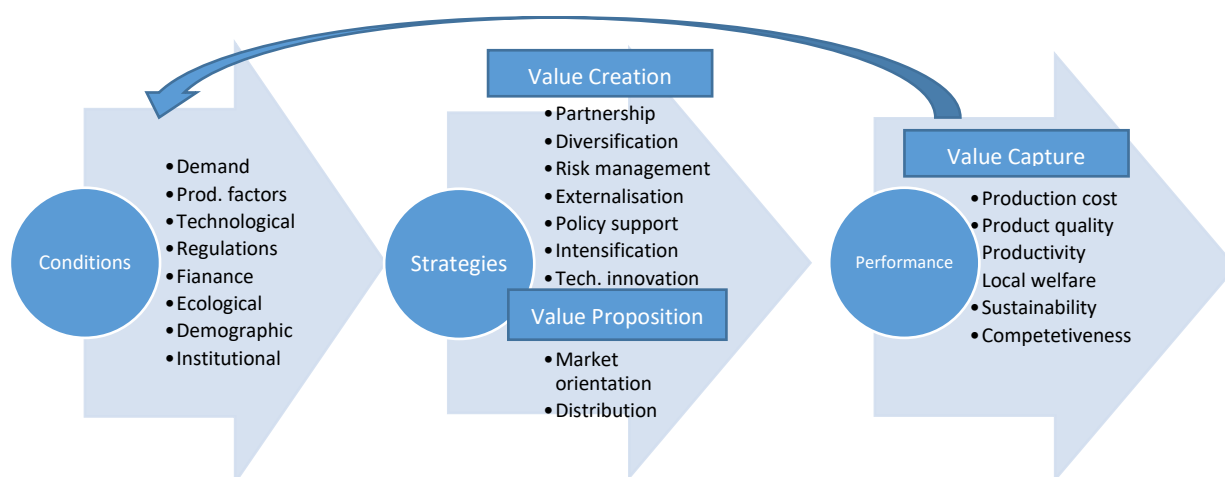 Conditions
•Demand
•Prod. factors
•Technological
•Regulations
•Fianance
•Ecological
•Demographic
•Institutional
Strategies
Value Creation
•Partnership
•Diversification
•Risk management
•Externalisation
•Policy support
•Intensification
•Tech. innovation
Value Proposition
•Market
orientation
•Distribution
Performance
Value Capture
•Production cost
•Product quality
Productivity
Local welfare
•Sustainability
•Competetiveness